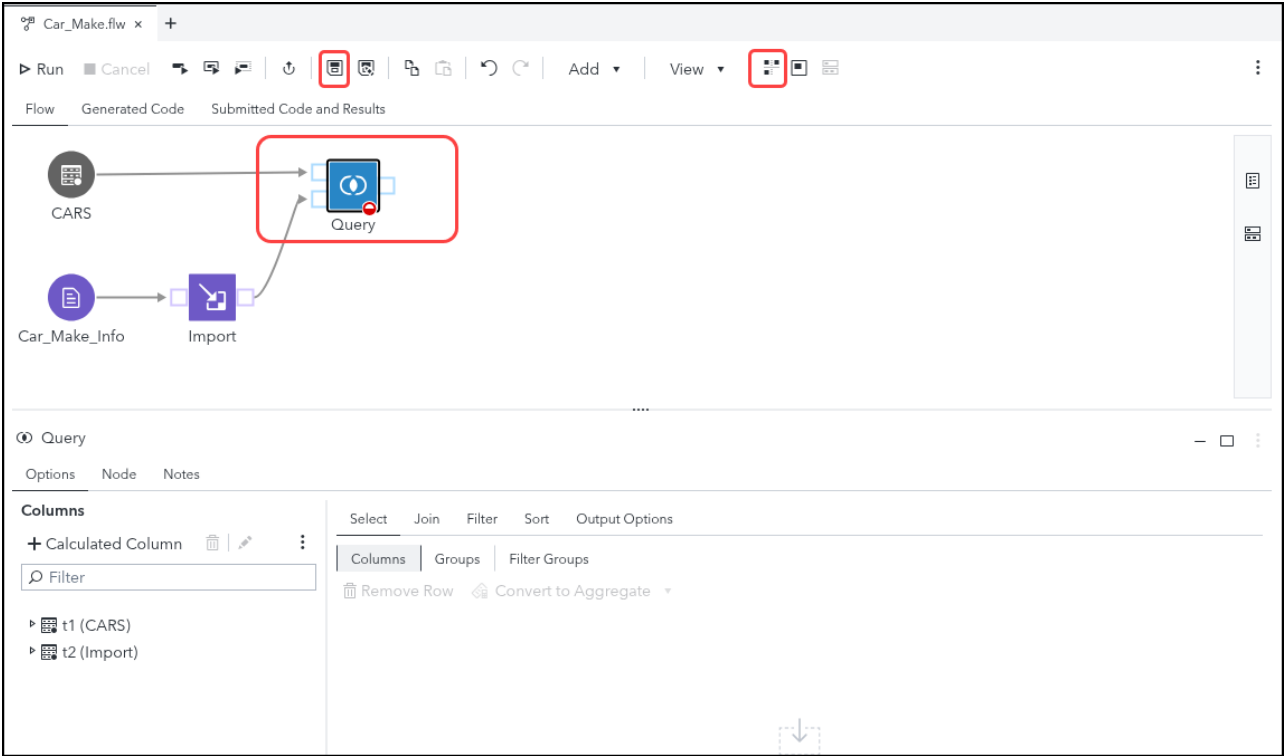 Car_Make.flw × +
Run Cancel Add View
Flow Generated Code Submitted Code and Results
CARS
Query
Car_Make_Info
Import
Query
Options Node Notes
Columns
+ Calculated Column
Filter
t1 (CARS)
t2 (Import)
Select Join Filter Sort Output Options
Columns Groups Filter Groups
Remove Row Convert to Aggregate